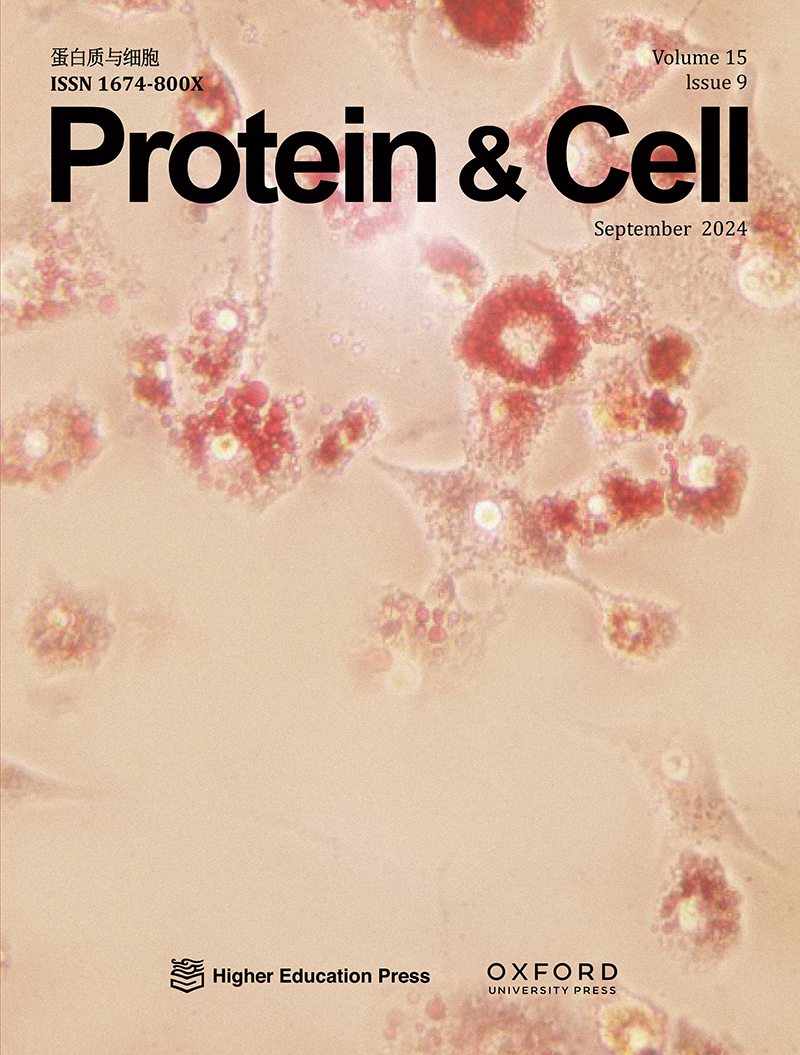 蛋白质与细胞
ISSN 1674-800X
Volume 15
Issue 9
Protein & Cell
September 2024
Higher Education Press
OXFORD
UNIVERSITY PRESS